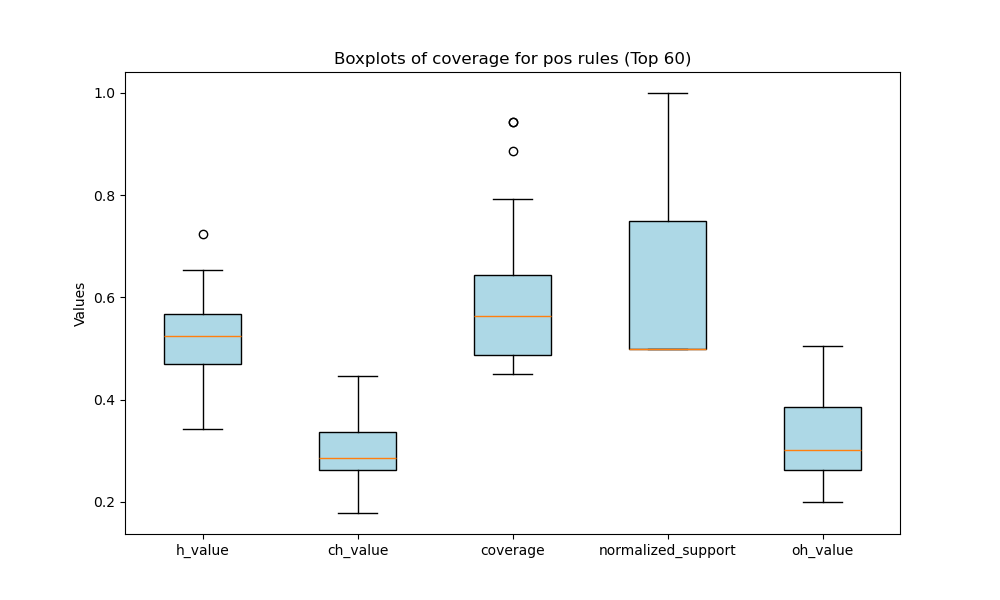 Boxplots of coverage for pos rules (Top 60)
Values
1.0
0.8
0.6
0.4
0.2
h_value
ch_value
coverage
normalized_support
oh_value